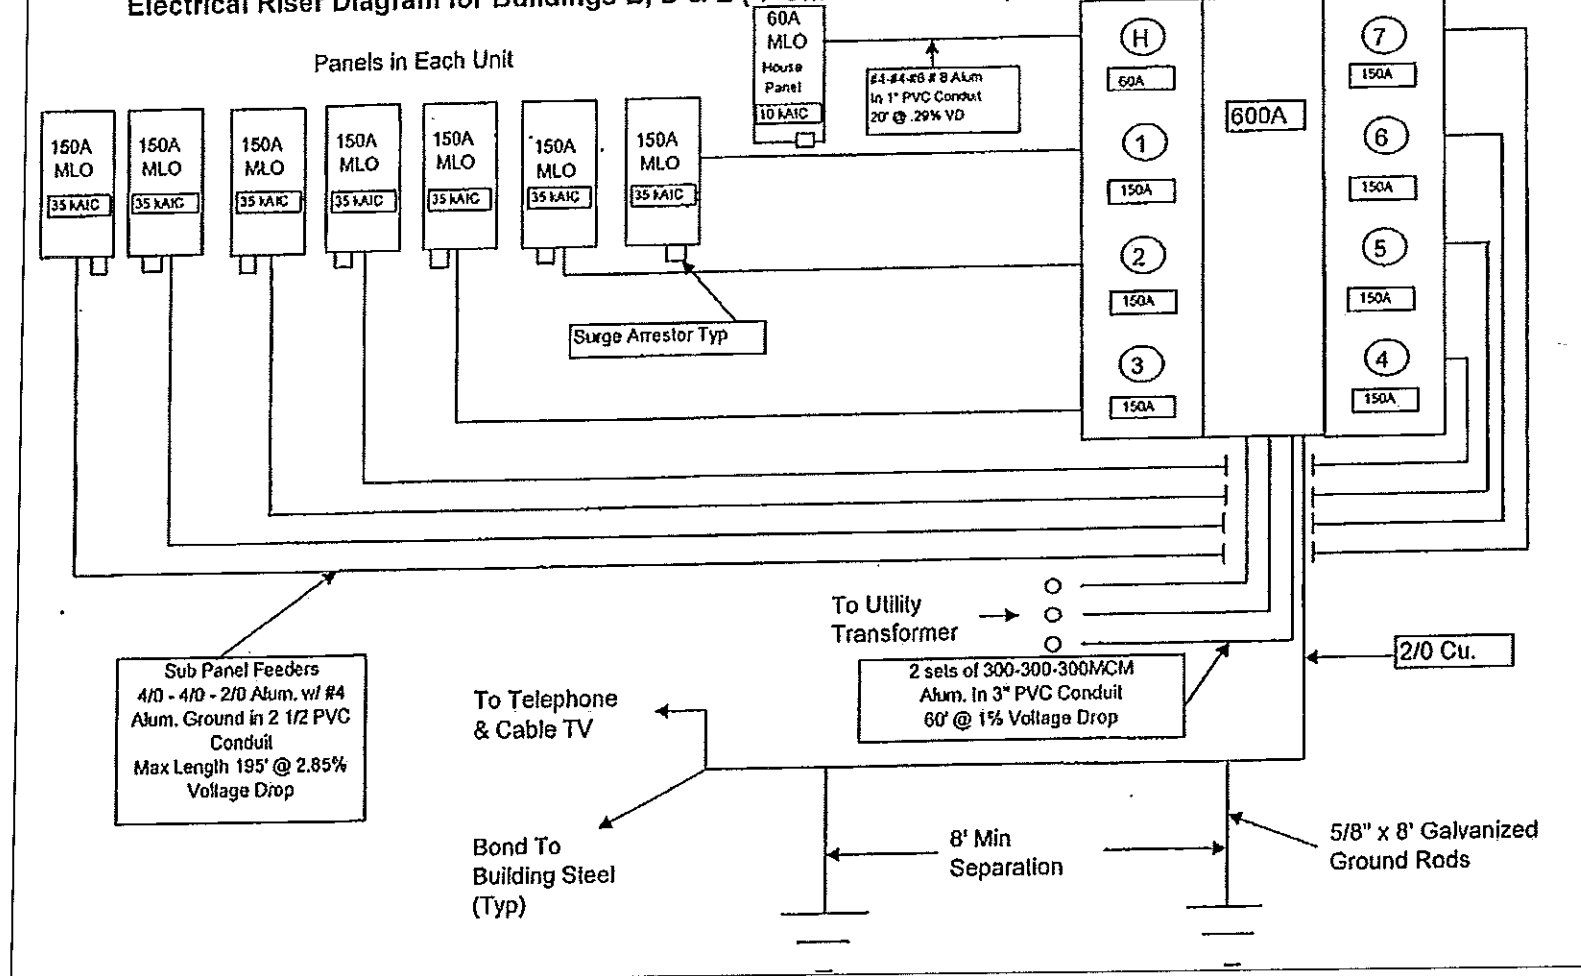 Electrical Riser Diagram for Buildings
Panels in Each Unit
60A
MLO
House
Panel
10 kAIC
#4-#4-#6 # 8 Alum
In 1" PVC Conduit
20' @ .29% VD
150A
MLO
35 kAIC
150A
MLO
35 kAIC
150A
MLO
35 kAIC
150A
MLO
35 kAIC
150A
MLO
35 kAIC
150A
MLO
35 kAIC
150A
MLO
35 kAIC
Surge Arrestor Typ
H
60A
1
150A
2
150A
3
150A
600A
7
150A
6
150A
5
150A
4
150A
Sub Panel Feeders
4/0 - 4/0 - 2/0 Alum. w/ #4
Alum. Ground in 2 1/2 PVC
Conduit
Max Length 195' @ 2.85%
Voltage Drop
To Utility
Transformer
2 sets of 300-300-300MCM
Alum. In 3" PVC Conduit
60' @ 1% Voltage Drop
2/0 Cu.
To Telephone
& Cable TV
Bond To
Building Steel
(Typ)
8' Min
Separation
5/8" x 8' Galvanized
Ground Rods